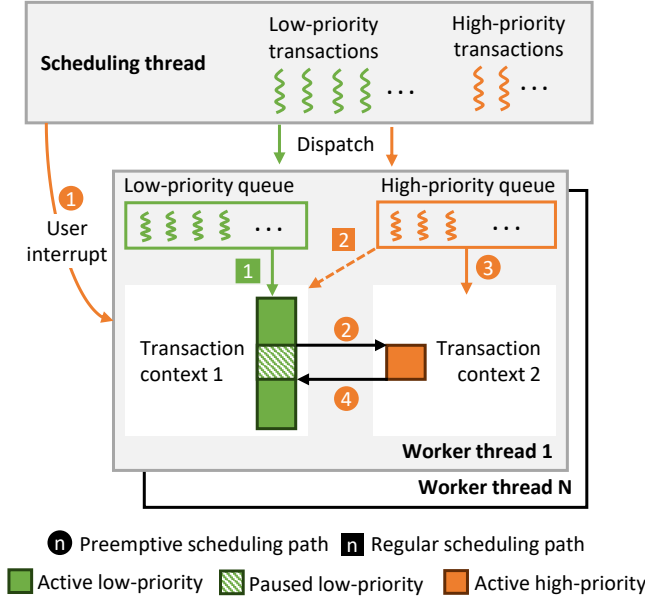 Low-priority
transactions
High-priority
transactions
Scheduling thread
...
...
Dispatch
1
User
interrupt
Low-priority queue
High-priority queue
...
...
1
2
3
Transaction
context 1
2
4
Transaction
context 2
Worker thread 1
Worker thread N
n Preemptive scheduling path n Regular scheduling path
Active low-priority Paused low-priority Active high-priority